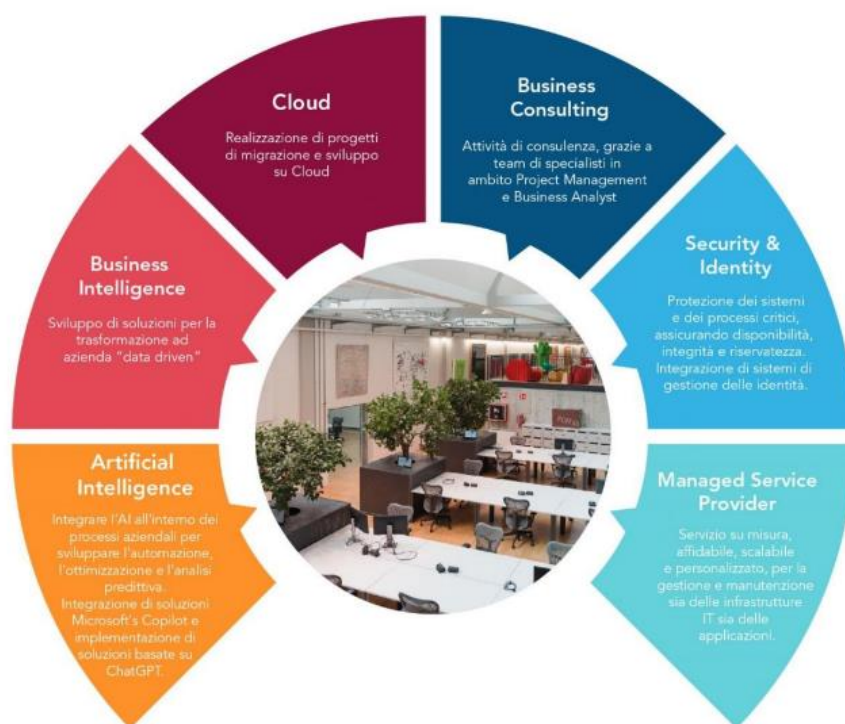 Cloud
Realizzazione di progetti
di migrazione e sviluppo
su Cloud
Business
Consulting
Attività di consulenza, grazie a
team di specialisti in
ambito Project Management
e Business Analyst
Business
Intelligence
Sviluppo di soluzioni per la
trasformazione ad
azienda "data driven"
Security &
Identity
Protezione dei sistemi
e dei processi critici,
assicurando disponibilità,
integrità e riservatezza.
Integrazione di sistemi di
gestione delle identità.
Artificial
Intelligence
Integrare l'AI all'interno dei
processi aziendali per
sviluppare l'automazione,
l'ottimizzazione e l'analisi
predittiva.
Integrazione di soluzioni
Microsoft's Copilot e
implementazione di
soluzioni basate su
ChatGPT.
Managed Service
Provider
Servizio su misura,
affidabile, scalabile
e personalizzato, per la
gestione e manutenzione
sia delle infrastrutture
IT sia delle
applicazioni.